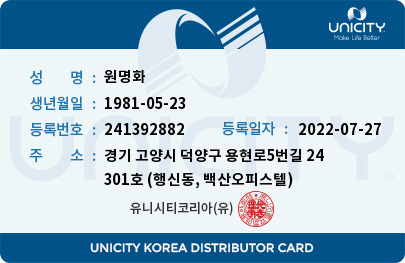 UNICITY
Make Life Better
성 명 : 원명화
생년월일 : 1981-05-23
등록번호 : 241392882 등록일자 : 2022-07-27
주 소 : 경기 고양시 덕양구 용현로5번길 24
301호 (행신동, 백산오피스텔)
UNICITY
유니시티코리아(유)
UNICITY KOREA DISTRIBUTOR CARD